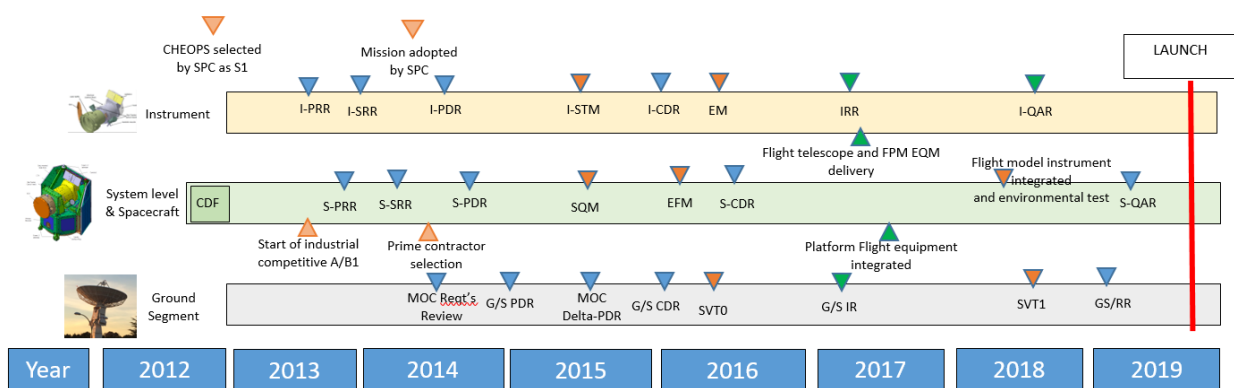 CHEOPS selected
by SPC as S1
Mission adopted
by SPC
LAUNCH
Instrument
I-PRR
I-SRR
I-PDR
I-STM
I-CDR
EM
IRR
I-QAR
Flight telescope and FPM EQM
delivery
System level
& Spacecraft
CDF
S-PRR
S-SRR
S-PDR
SQM
EFM
S-CDR
Flight model instrument
integrated
and environmental test
S-QAR
Start of industrial
competitive A/B1
Prime contractor
selection
Platform Flight equipment
integrated
Ground
Segment
MOC Reqt's
Review
G/S PDR
MOC
Delta-PDR
G/S CDR
SVT0
G/S IR
SVT1
GS/RR
Year
2012
2013
2014
2015
2016
2017
2018
2019